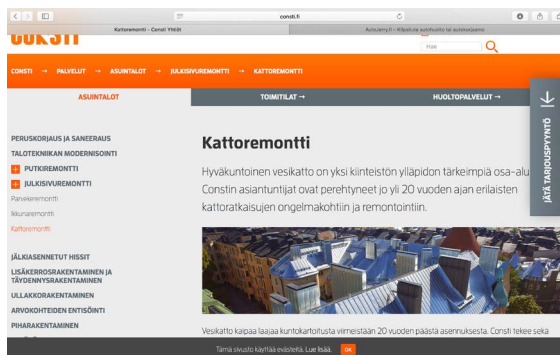 consti.fi
Kattoremontti – Consti Yhtiöt
AutoJerry.fi – Kilpailuta autohuolto tai autokorjaamo
CONSTI
Hae
CONSTI → PALVELUT → ASUINTALOT → JULKISIVUREMONTTI → KATTOREMONTTI
ASUINTALOT
TOIMITILAT →
HUOLTOPALVELUT →
JÄTÄ TARJOUSPYYNTÖ
PERUSKORJAUS JA SANEERAUS
TALOTEKNIIKAN MODERNISOINTI
+ PUTKIREMONTTI
+ JULKISIVUREMONTTI
Parvekeremontti
Ikkunaremontti
Kattoremontti
JÄLKIASENNETUT HISSIT
LISÄKERROSRAKENTAMINEN JA
TÄYDENNYSRAKENTAMINEN
ULLAKKORAKENTAMINEN
ARVOKOHTEIDEN ENTISÖINTI
PIHARAKENTAMINEN
Kattoremontti
Hyväkuntoinen vesikatto on yksi kiinteistön ylläpidon tärkeimpiä osa-alu
Constin asiantuntijat ovat perehtyneet jo yli 20 vuoden ajan erilaisten
kattoratkaisujen ongelmakohtiin ja remontointiin.
Vesikatto kaipaa laajaa kuntokartoitusta viimeistään 20 vuoden päästä asennuksesta. Consti tekee sekä
Tämä sivusto käyttää evästeitä. Lue lisää.
OK